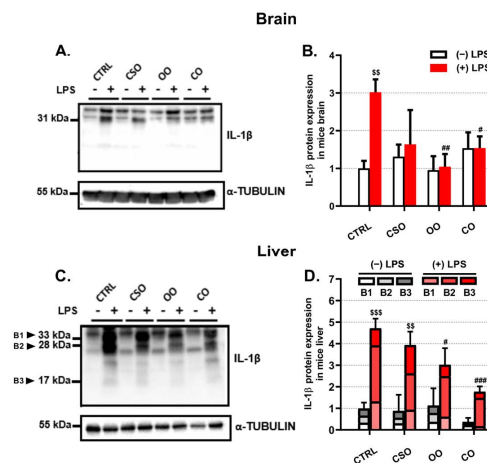 Brain
A.
CTRL CSO OO CO
LPS - + - + - + - +
31 kDa
IL-1β
55 kDa
α-TUBULIN
B.
(−) LPS
(+) LPS
IL-1β protein expression
in mice brain
4
3
2
1
0
$$
##
#
CTRL CSO OO CO
Liver
C.
CTRL CSO OO CO
LPS - + - + - + - +
B1 33 kDa
B2 28 kDa
IL-1β
B3 17 kDa
55 kDa
α-TUBULIN
D.
(−) LPS (+) LPS
B1 B2 B3 B1 B2 B3
IL-1β protein expression
in mice liver
7
6
5
4
3
2
1
0
$$$
$$
#
###
CTRL CSO OO CO